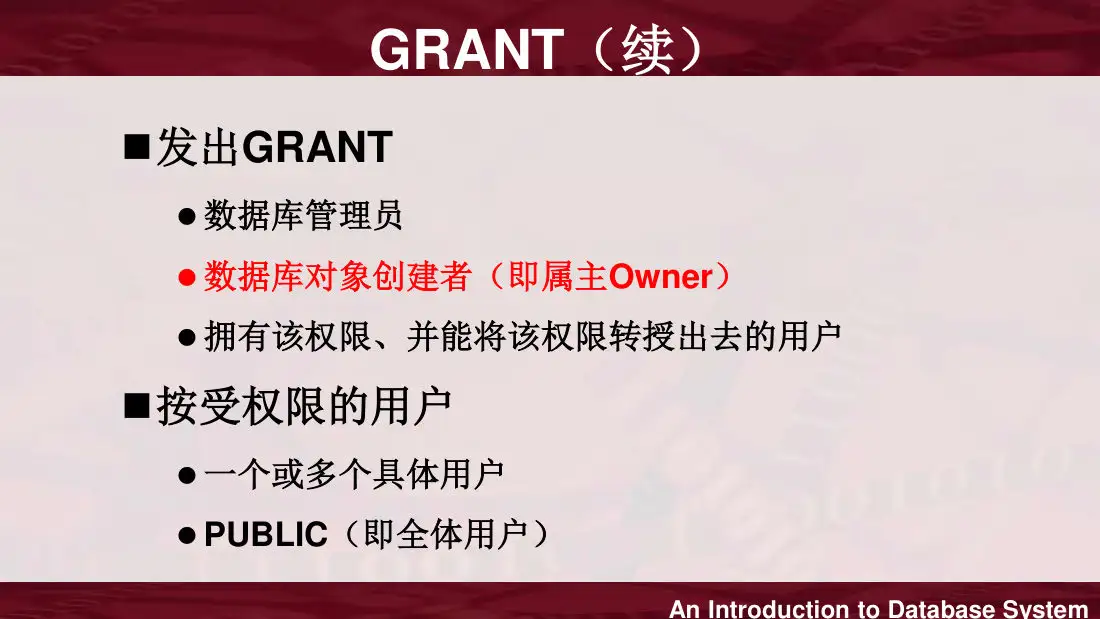 GRANT（续）
■发出GRANT
●数据库管理员
●数据库对象创建者（即属主Owner）
●拥有该权限、并能将该权限转授出去的用户
■按受权限的用户
●一个或多个具体用户
●PUBLIC（即全体用户）
An Introduction to Database System